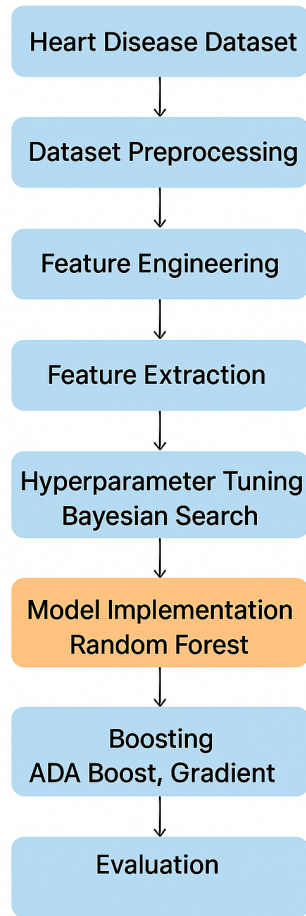 Heart Disease Dataset
Dataset Preprocessing
Feature Engineering
Feature Extraction
Hyperparameter Tuning
Bayesian Search
Model Implementation
Random Forest
Boosting
ADA Boost, Gradient
Evaluation